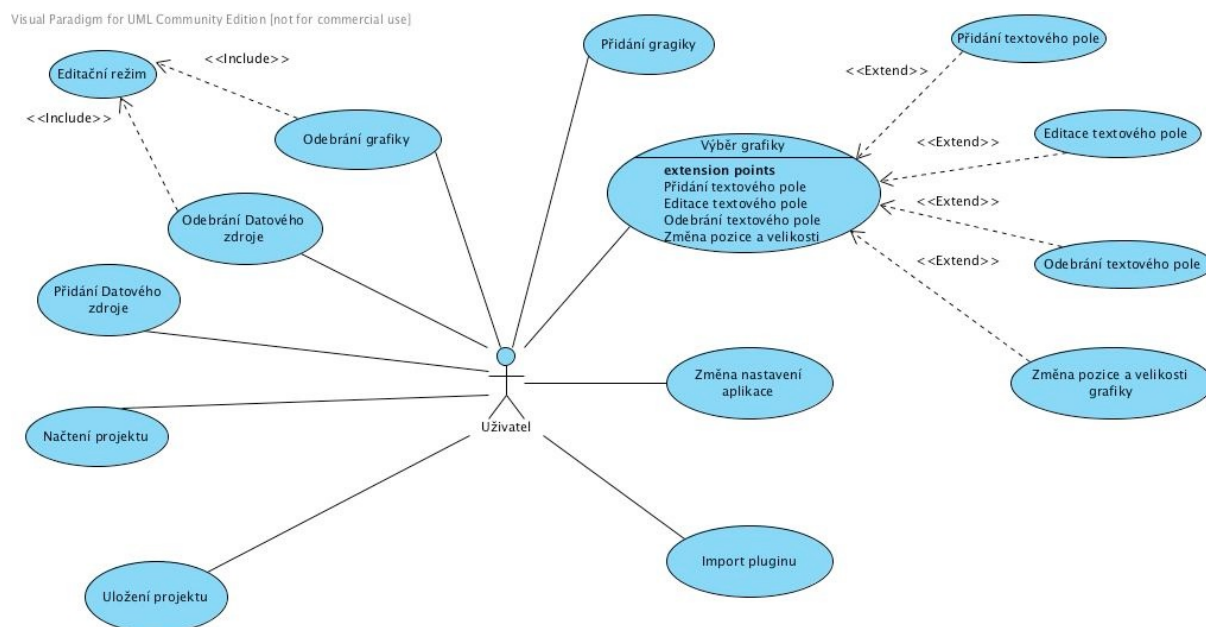 Visual Paradigm for UML Community Edition [not for commercial use]
Editační režim
<<Include>>
<<Include>>
Odebrání grafiky
Odebrání Datového
zdroje
Přidání Datového
zdroje
Načtení projektu
Uložení projektu
Uživatel
Přidání gragiky
Výběr grafiky
extension points
Přidání textového pole
Editace textového pole
Odebrání textového pole
Změna pozice a velikosti
<<Extend>>
Přidání textového pole
<<Extend>>
Editace textového pole
<<Extend>>
Odebrání textového pole
<<Extend>>
Změna pozice a velikosti
grafiky
Změna nastavení
aplikace
Import pluginu